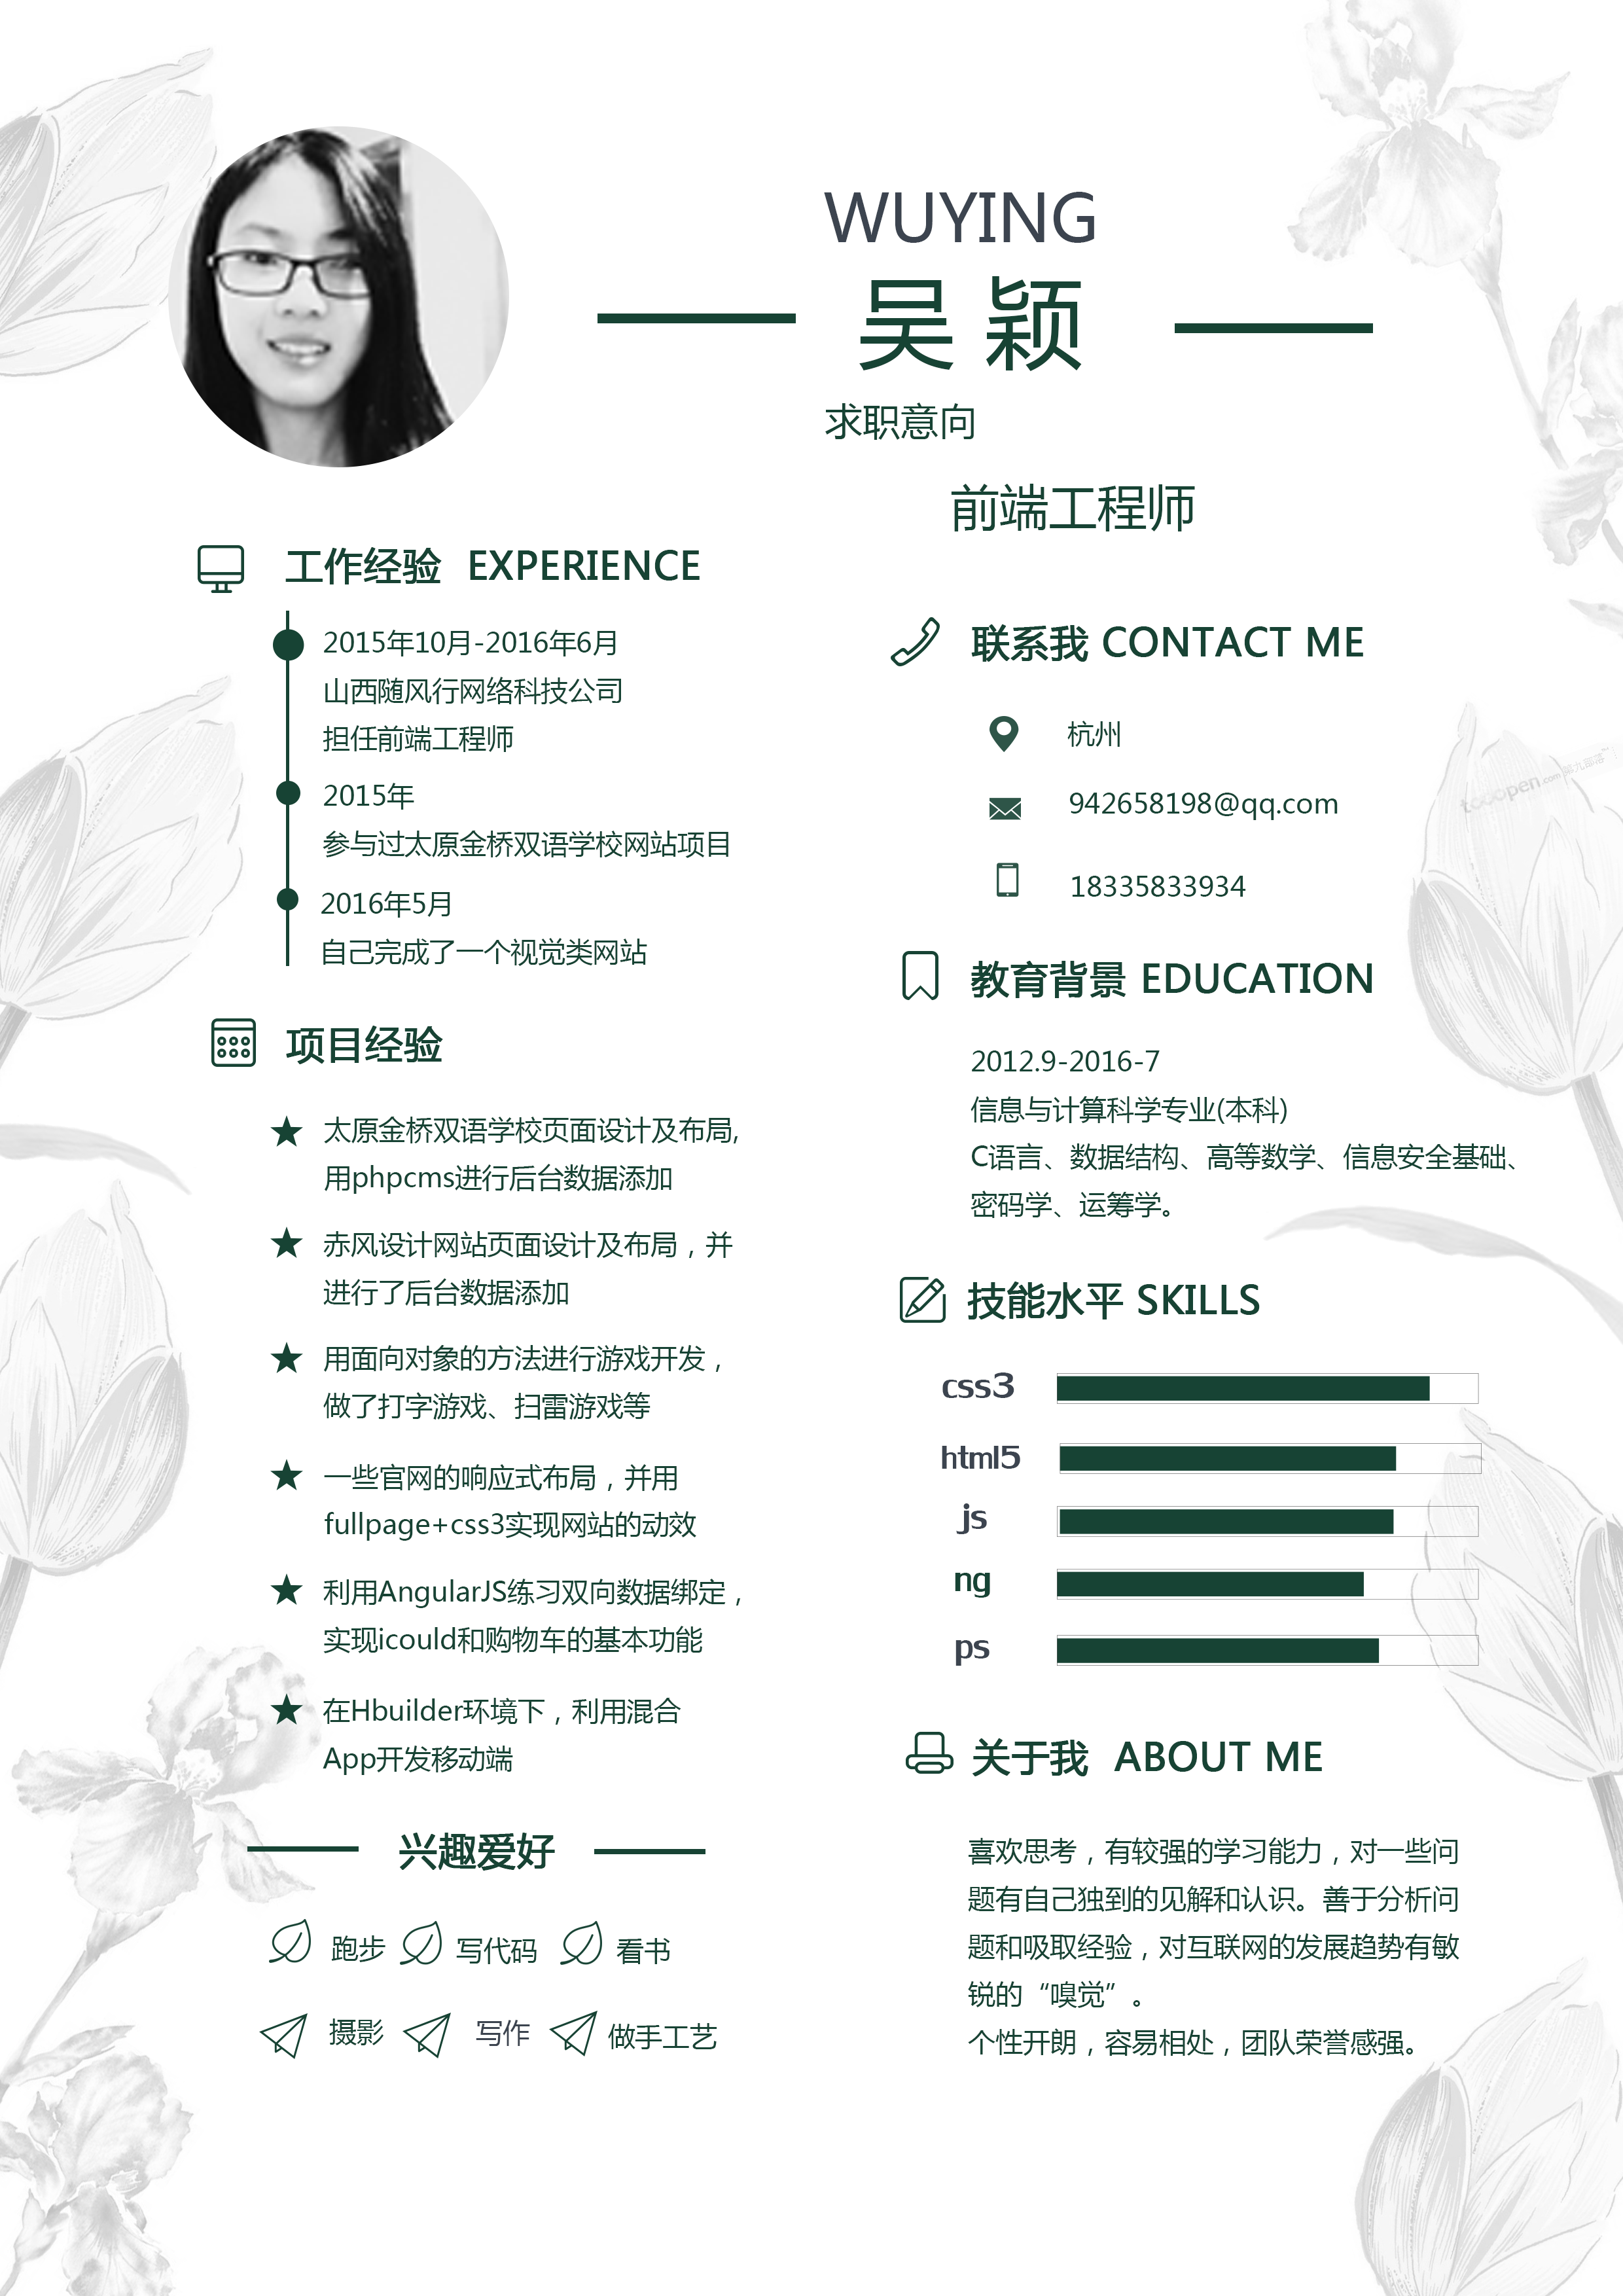 WUYING
吴 颖
求职意向
前端工程师
工作经验 EXPERIENCE
2015年10月-2016年6月
山西随风行网络科技公司
担任前端工程师
2015年
参与过太原金桥双语学校网站项目
2016年5月
自己完成了一个视觉类网站
项目经验
太原金桥双语学校页面设计及布局,
用phpcms进行后台数据添加
赤风设计网站页面设计及布局，并
进行了后台数据添加
用面向对象的方法进行游戏开发，
做了打字游戏、扫雷游戏等
一些官网的响应式布局，并用
fullpage+css3实现网站的动效
利用AngularJS练习双向数据绑定，
实现icould和购物车的基本功能
在Hbuilder环境下，利用混合
App开发移动端
兴趣爱好
跑步 写代码 看书
摄影 写作 做手工艺
联系我 CONTACT ME
杭州
942658198@qq.com
18335833934
教育背景 EDUCATION
2012.9-2016-7
信息与计算科学专业(本科)
C语言、数据结构、高等数学、信息安全基础、
密码学、运筹学。
技能水平 SKILLS
css3
html5
js
ng
ps
关于我 ABOUT ME
喜欢思考，有较强的学习能力，对一些问
题有自己独到的见解和认识。善于分析问
题和吸取经验，对互联网的发展趋势有敏
锐的“嗅觉”。
个性开朗，容易相处，团队荣誉感强。